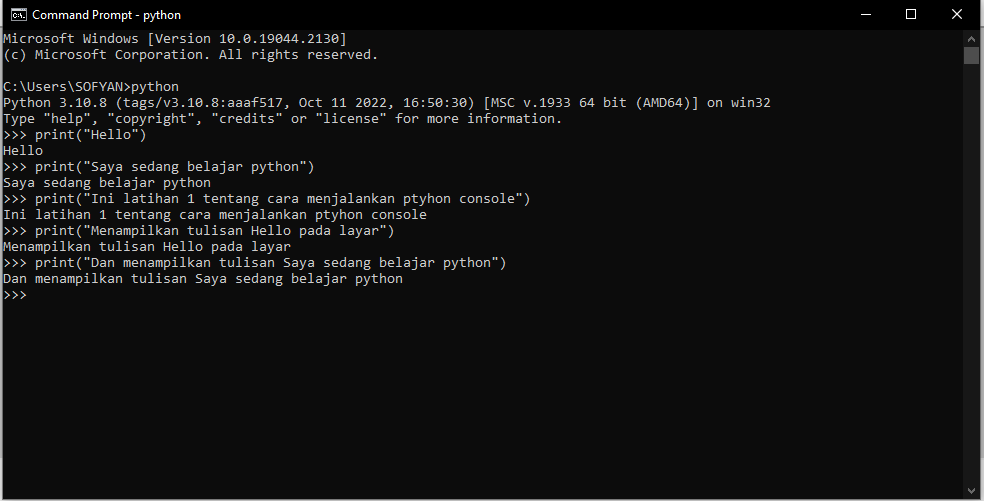 Command Prompt - python
Microsoft Windows [Version 10.0.19044.2130]
(c) Microsoft Corporation. All rights reserved.
C:\Users\SOFYAN>python
Python 3.10.8 (tags/v3.10.8:aaaf517, Oct 11 2022, 16:50:30) [MSC v.1933 64 bit (AMD64)] on win32
Type "help", "copyright", "credits" or "license" for more information.
>>> print("Hello")
Hello
>>> print("Saya sedang belajar python")
Saya sedang belajar python
>>> print("Ini latihan 1 tentang cara menjalankan ptyhon console")
Ini latihan 1 tentang cara menjalankan ptyhon console
>>> print("Menampilkan tulisan Hello pada layar")
Menampilkan tulisan Hello pada layar
>>> print("Dan menampilkan tulisan Saya sedang belajar python")
Dan menampilkan tulisan Saya sedang belajar python
>>>